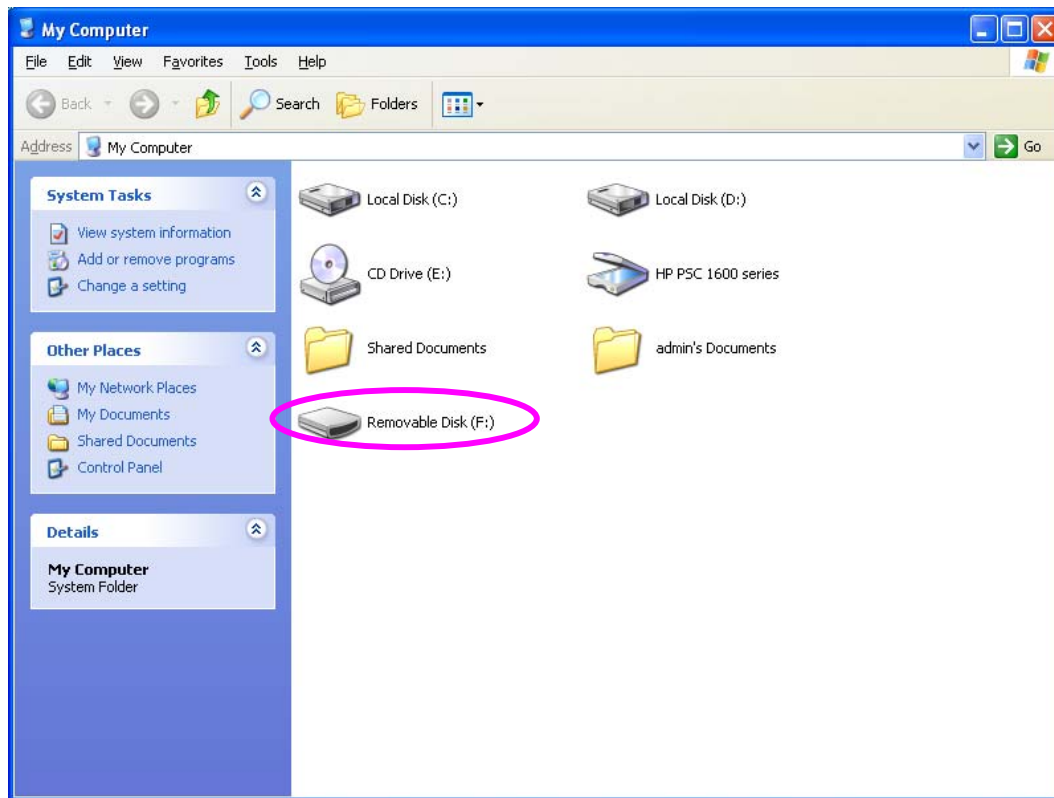 My Computer
File Edit View Favorites Tools Help
Back Search Folders
Address My Computer Go
System Tasks
View system information
Add or remove programs
Change a setting
Other Places
My Network Places
My Documents
Shared Documents
Control Panel
Details
My Computer
System Folder
Local Disk (C:) Local Disk (D:)
CD Drive (E:) HP PSC 1600 series
Shared Documents admin's Documents
Removable Disk (F:)